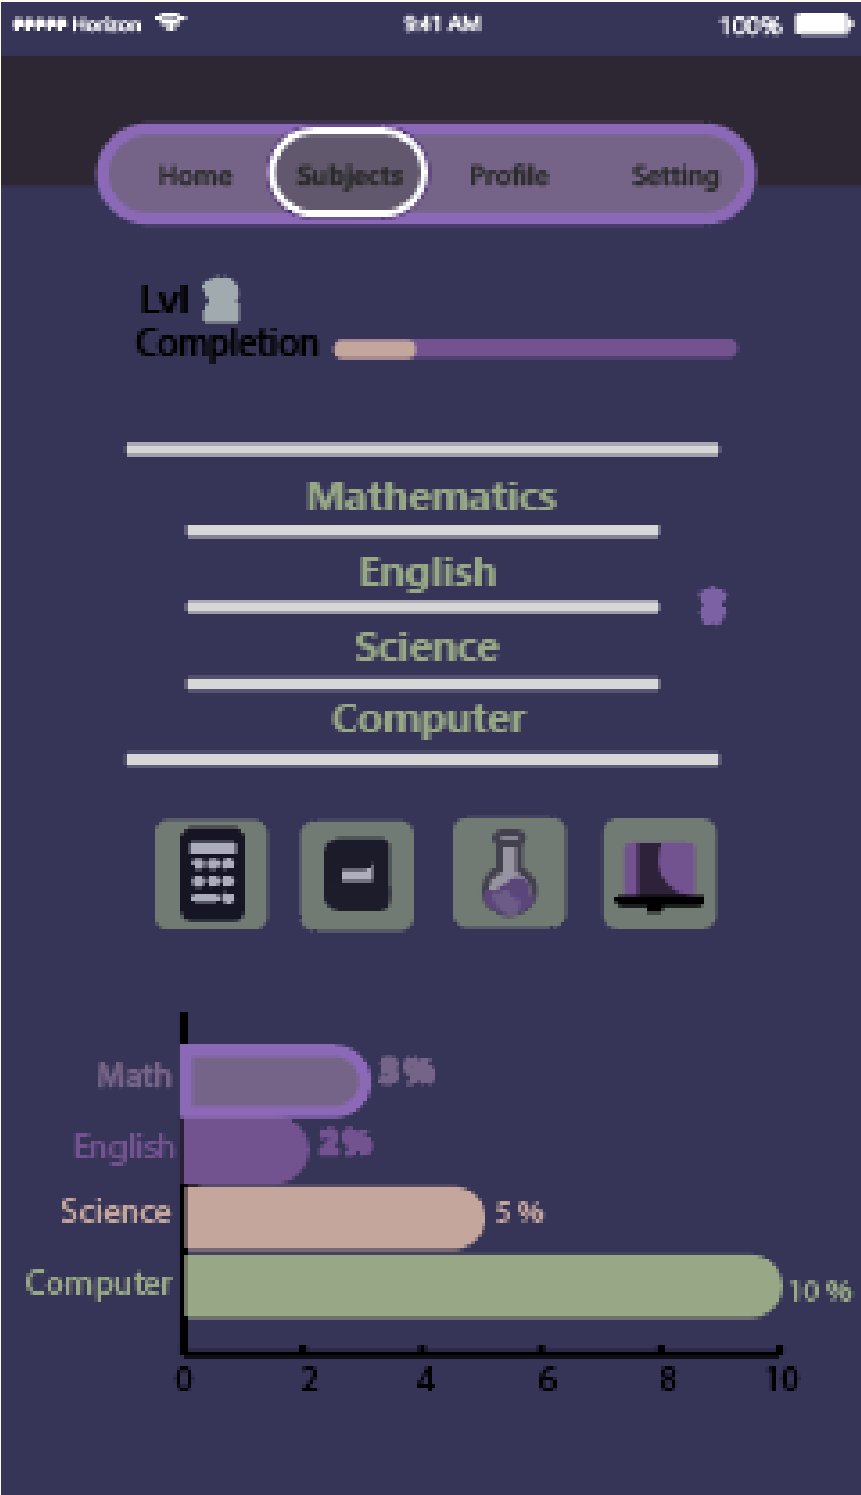 Horizon 9:41 AM 100%
Home Subjects Profile Setting
Lvl
Completion
Mathematics
English
Science
Computer
Math 3 %
English 2 %
Science 5 %
Computer 10 %
0 2 4 6 8 10